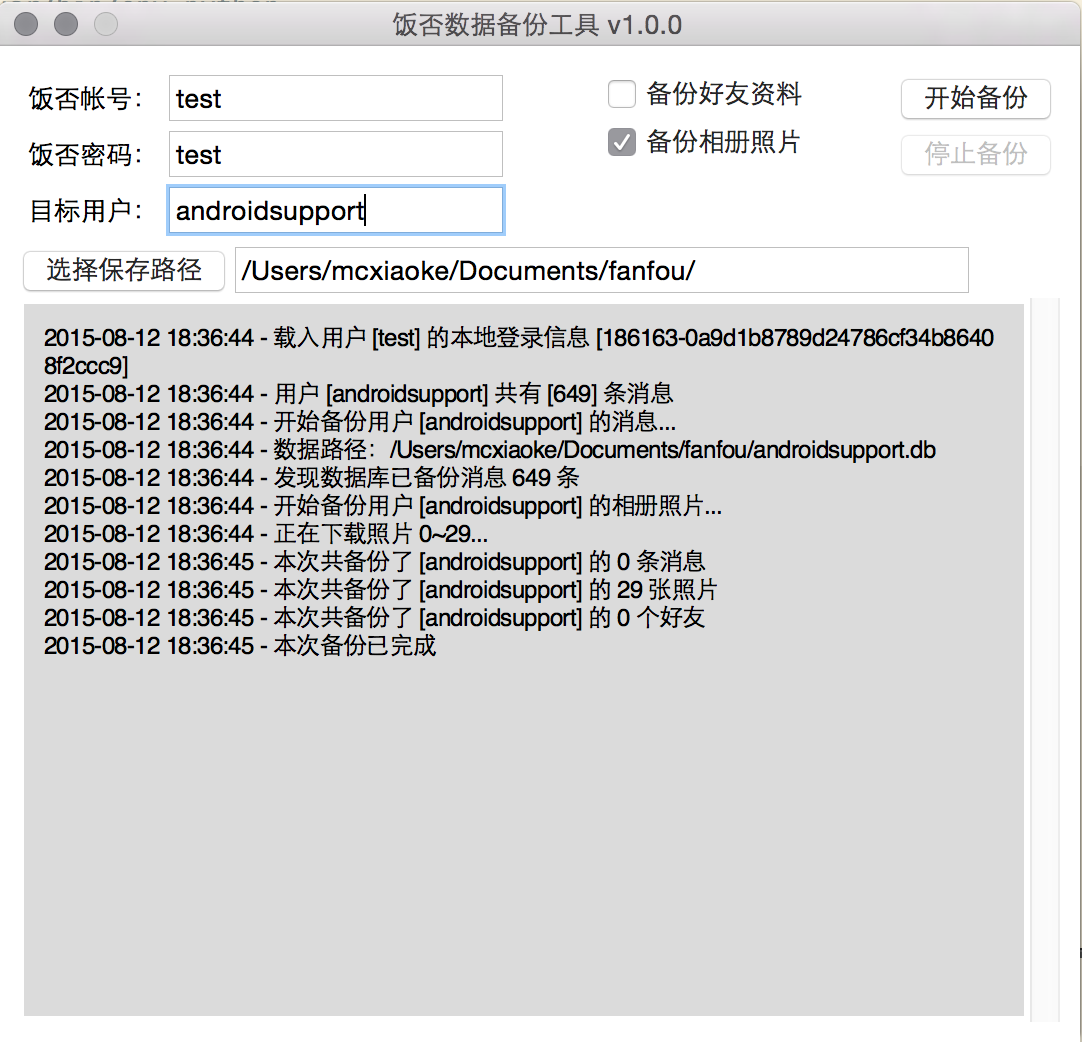 饭否数据备份工具 v1.0.0
饭否帐号： test
备份好友资料
开始备份
饭否密码： test
备份相册照片
停止备份
目标用户： androidsupport
选择保存路径 /Users/mcxiaoke/Documents/fanfou/
2015-08-12 18:36:44 - 载入用户 [test] 的本地登录信息 [186163-0a9d1b8789d24786cf34b8640
8f2ccc9]
2015-08-12 18:36:44 - 用户 [androidsupport] 共有 [649] 条消息
2015-08-12 18:36:44 - 开始备份用户 [androidsupport] 的消息...
2015-08-12 18:36:44 - 数据路径： /Users/mcxiaoke/Documents/fanfou/androidsupport.db
2015-08-12 18:36:44 - 发现数据库已备份消息 649 条
2015-08-12 18:36:44 - 开始备份用户 [androidsupport] 的相册照片...
2015-08-12 18:36:44 - 正在下载照片 0~29...
2015-08-12 18:36:45 - 本次共备份了 [androidsupport] 的 0 条消息
2015-08-12 18:36:45 - 本次共备份了 [androidsupport] 的 29 张照片
2015-08-12 18:36:45 - 本次共备份了 [androidsupport] 的 0 个好友
2015-08-12 18:36:45 - 本次备份已完成